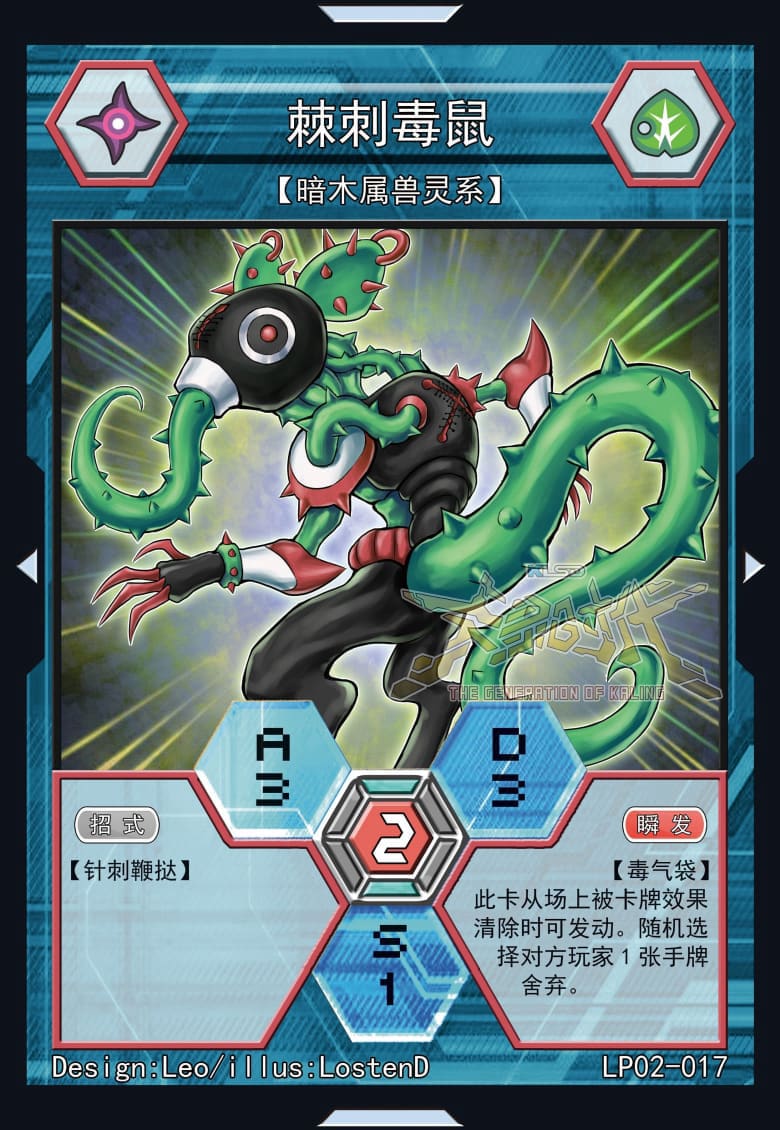 棘刺毒鼠
【暗木属兽灵系】
KLSD
THE GENERATION OF KALING
A
3
D
3
2
S
1
招式
【针刺鞭挞】
瞬发
【毒气袋】
此卡从场上被卡牌效果
清除时可发动。随机选
择对方玩家1张手牌
舍弃。
Design:Leo/illus:LostenD
LP02-017